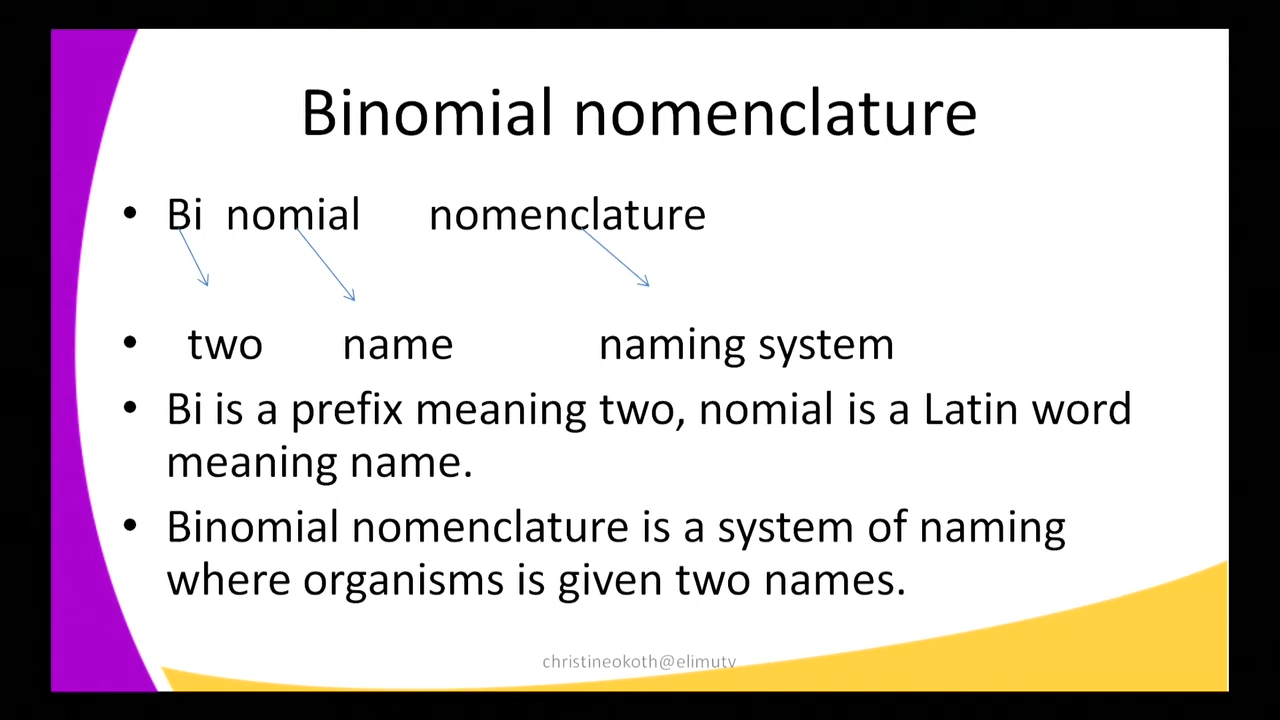 Binomial nomenclature
• Bi nomial nomenclature
• two name naming system
• Bi is a prefix meaning two, nomial is a Latin word
meaning name.
• Binomial nomenclature is a system of naming
where organisms is given two names.
christineokoth@elimutv